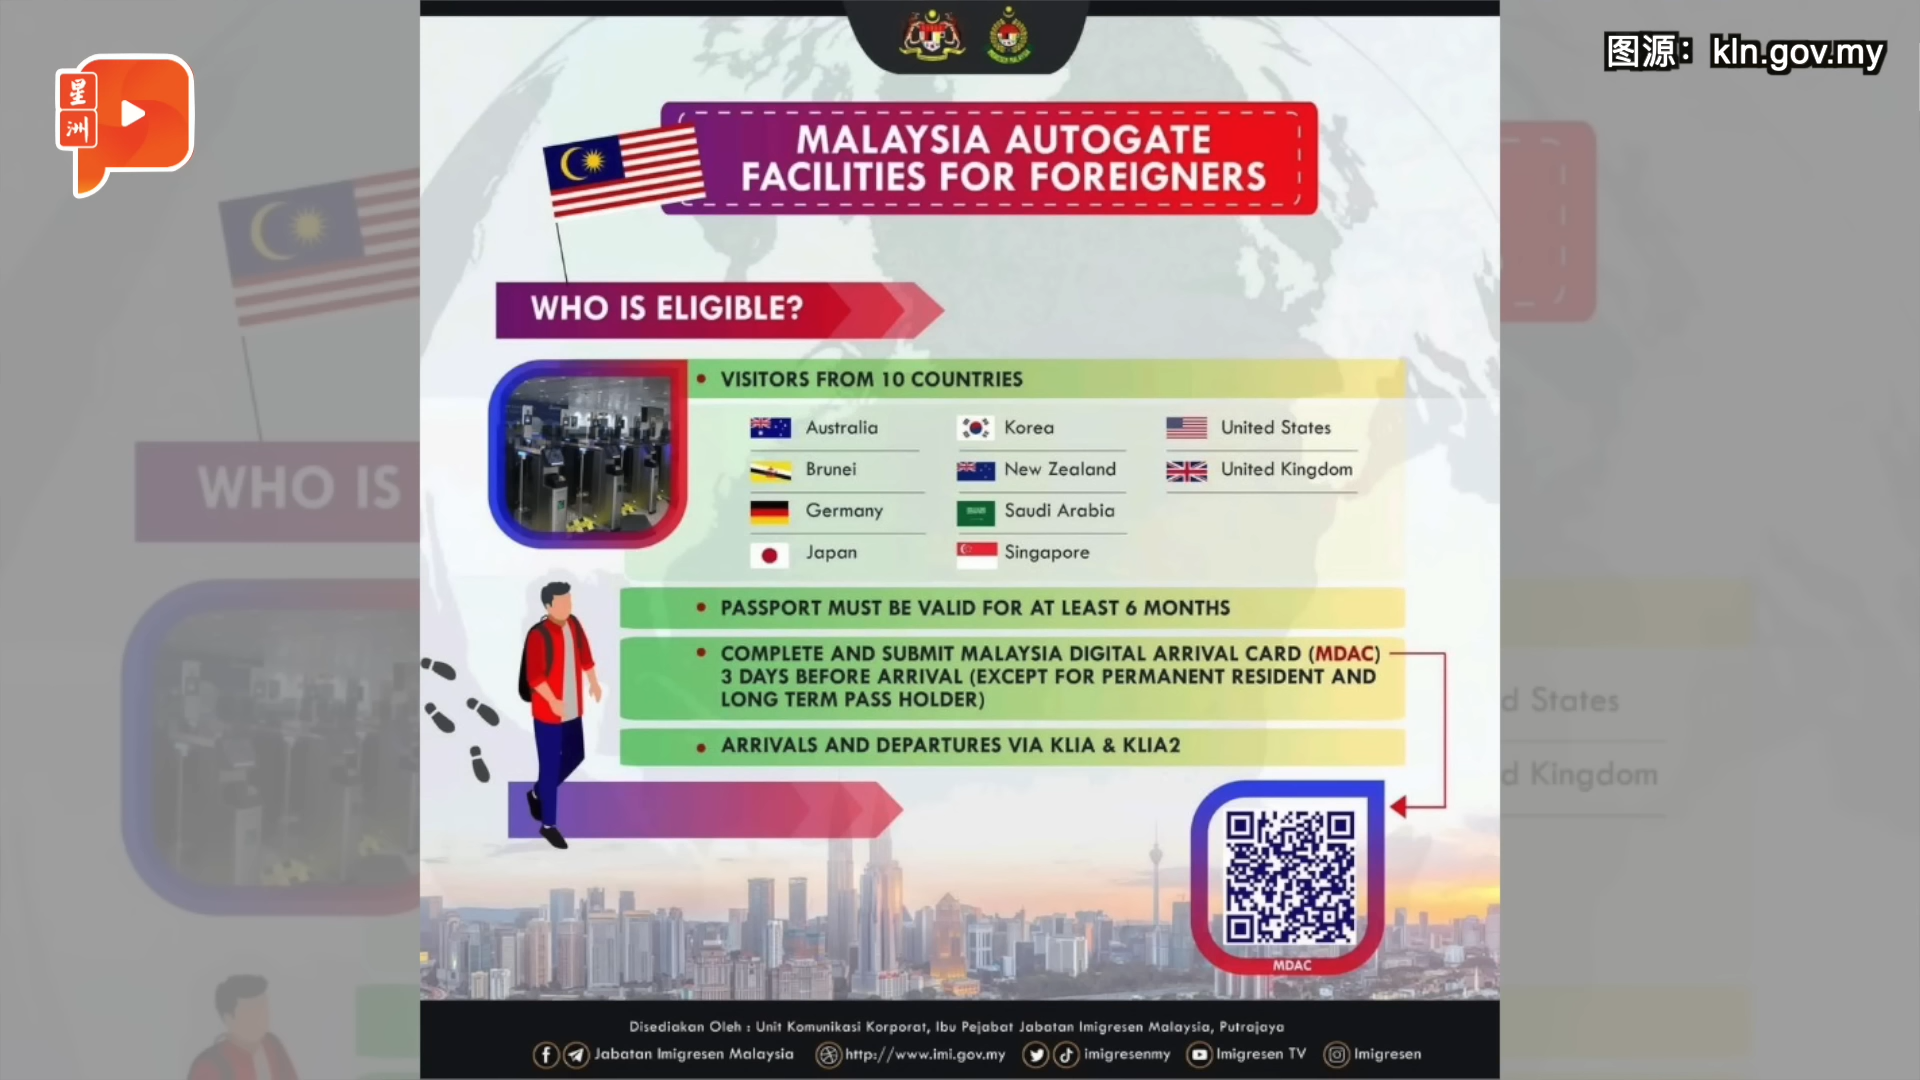 图源：kln.gov.my
星洲
MALAYSIA AUTOGATE
FACILITIES FOR FOREIGNERS
WHO IS ELIGIBLE?
WHO IS
• VISITORS FROM 10 COUNTRIES
Australia
Brunei
Germany
Japan
Korea
New Zealand
Saudi Arabia
Singapore
United States
United Kingdom
• PASSPORT MUST BE VALID FOR AT LEAST 6 MONTHS
• COMPLETE AND SUBMIT MALAYSIA DIGITAL ARRIVAL CARD (MDAC)
3 DAYS BEFORE ARRIVAL (EXCEPT FOR PERMANENT RESIDENT AND
LONG TERM PASS HOLDER)
• ARRIVALS AND DEPARTURES VIA KLIA & KLIA2
d States
d Kingdom
MDAC
Disediakan Oleh : Unit Komunikasi Korporat, Ibu Pejabat Jabatan Imigresen Malaysia, Putrajaya
Jabatan Imigresen Malaysia http://www.imi.gov.my imigresenmy Imigresen TV Imigresen